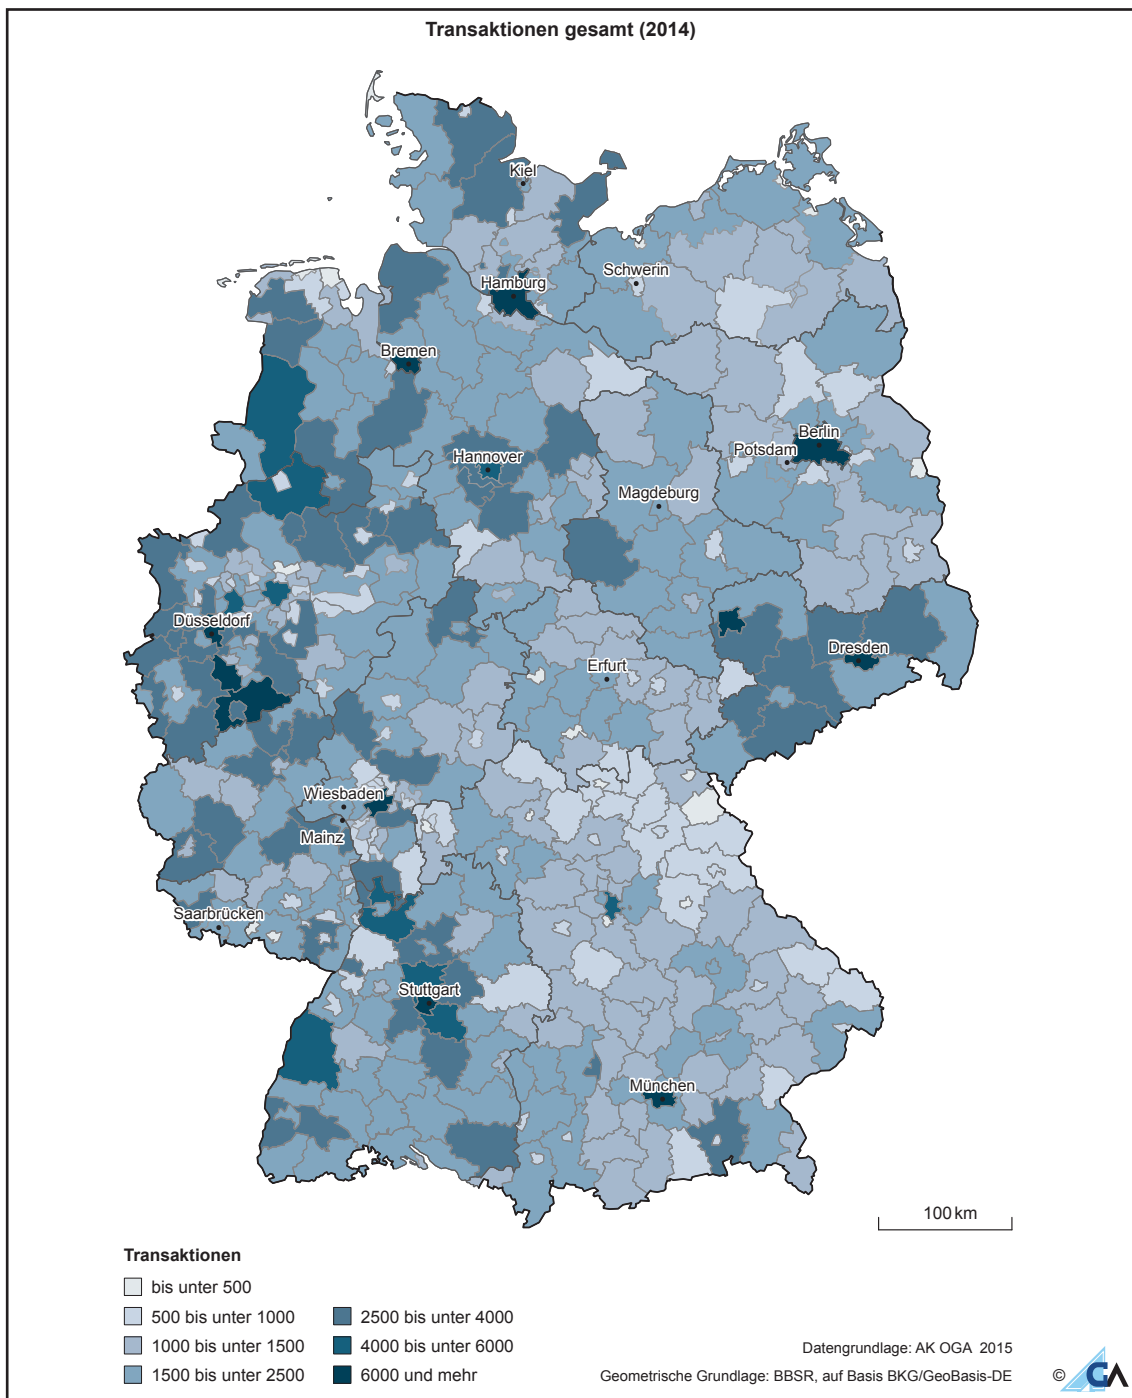 Transaktionen gesamt (2014)
Kiel
Schwerin
Hamburg
Bremen
Berlin
Potsdam
Hannover
Magdeburg
Düsseldorf
Dresden
Erfurt
Wiesbaden
Mainz
Saarbrücken
Stuttgart
München
100 km
Transaktionen
bis unter 500
500 bis unter 1000
1000 bis unter 1500
1500 bis unter 2500
2500 bis unter 4000
4000 bis unter 6000
6000 und mehr
Datengrundlage: AK OGA 2015
Geometrische Grundlage: BBSR, auf Basis BKG/GeoBasis-DE
© GA